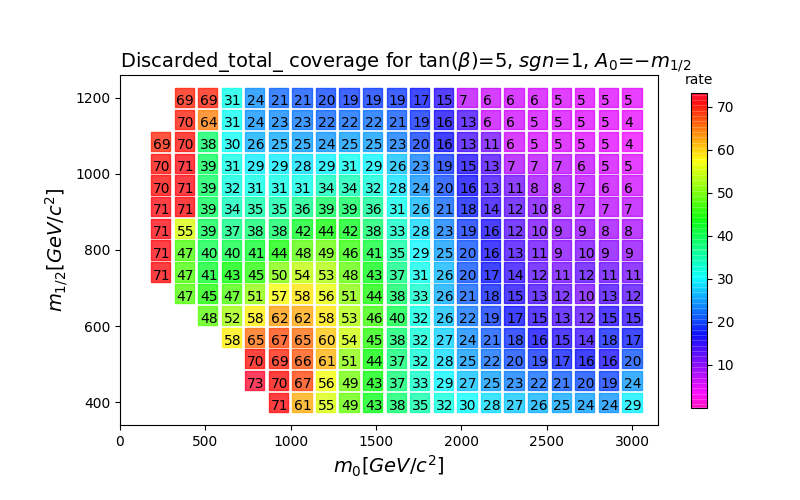 Discarded_total_ coverage for tan(β)=5, sgn=1, A₀=−m₁/₂
rate
1200 69 69 31 24 21 21 20 19 19 19 17 15 7 6 6 6 5 5 5 5
70 64 31 24 23 23 22 22 22 21 19 16 13 6 6 5 5 5 5 4
69 70 38 30 26 25 25 24 25 25 23 20 16 13 11 6 5 5 5 5 4
1000 70 71 39 31 29 29 28 29 31 29 26 23 19 15 13 7 7 7 6 5 5
70 71 39 32 31 31 31 34 34 32 28 24 20 16 13 11 8 8 7 6 6
71 71 39 34 35 35 36 39 39 36 31 26 21 18 14 12 10 8 7 7 7
71 55 39 37 38 38 42 44 42 38 33 28 23 19 16 12 10 9 9 8 8
800 71 47 40 40 41 44 48 49 46 41 35 29 25 20 16 13 11 9 10 9 9
71 47 41 43 45 50 54 53 48 43 37 31 26 20 17 14 12 11 12 11 11
47 45 47 51 57 58 56 51 44 38 33 26 21 18 15 13 12 10 13 12
600 48 52 58 62 62 58 53 46 40 32 26 22 19 17 15 13 12 15 15
58 65 67 65 60 54 45 38 32 27 24 21 18 16 15 14 18 17
70 69 66 61 51 44 37 32 28 25 22 20 19 17 16 16 20
73 70 67 56 49 43 37 33 29 27 25 23 22 21 20 19 24
400 71 61 55 49 43 38 35 32 30 28 27 26 25 24 24 29
0 500 1000 1500 2000 2500 3000
m₀[GeV/c²]
m₁/₂[GeV/c²]
70
60
50
40
30
20
10